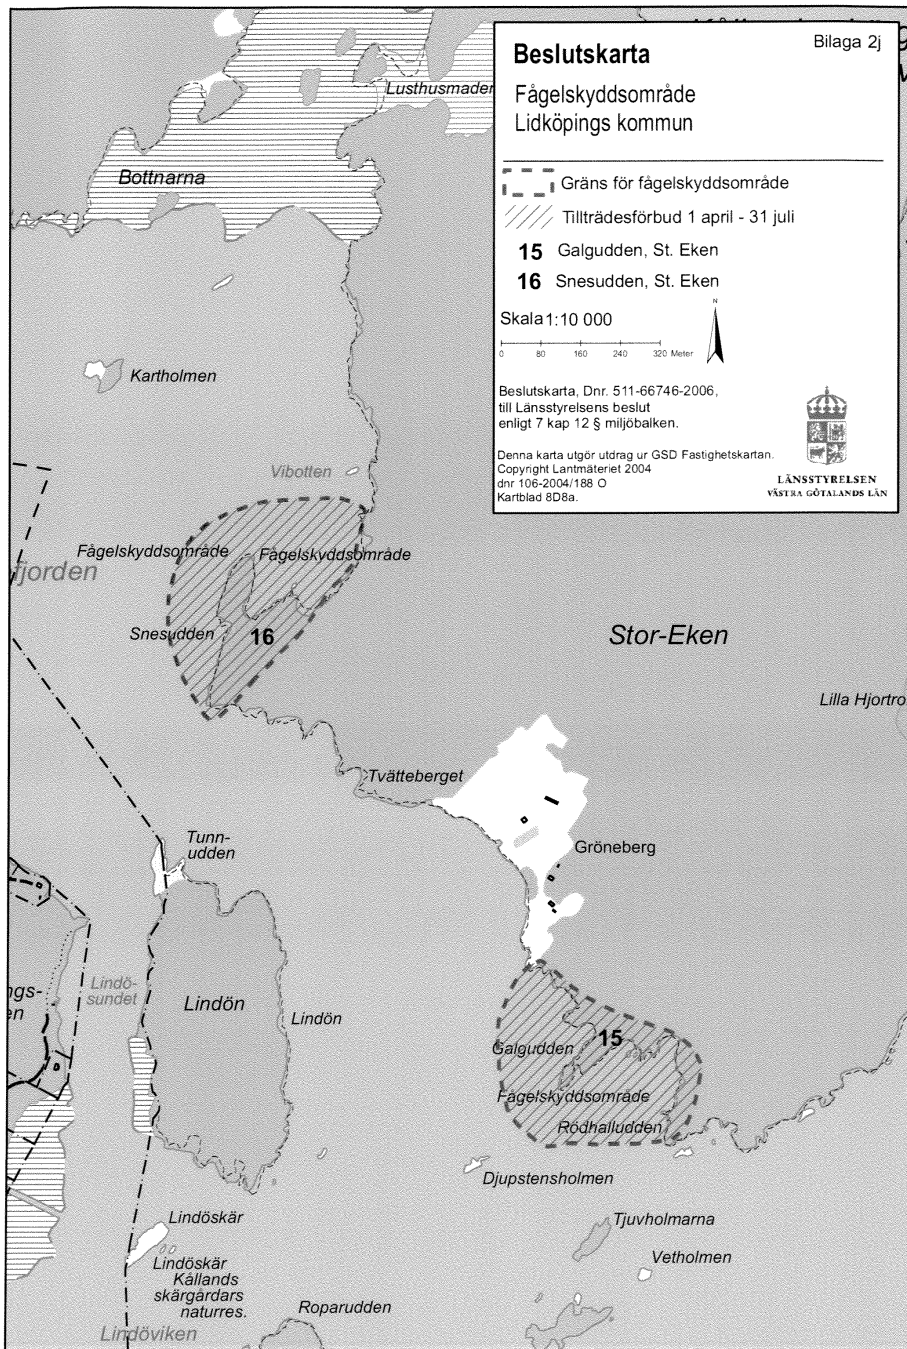 Bilaga 2j
Beslutskarta
Fågelskyddsområde
Lidköpings kommun
Gräns för fågelskyddsområde
Tillträdesförbud 1 april - 31 juli
15 Galgudden, St. Eken
16 Snesudden, St. Eken
Skala 1:10 000
N
0 80 160 240 320 Meter
Beslutskarta, Dnr. 511-66746-2006,
till Länsstyrelsens beslut
enligt 7 kap 12 § miljöbalken.
Denna karta utgör utdrag ur GSD Fastighetskartan.
Copyright Lantmäteriet 2004
dnr 106-2004/188 O
Kartblad 8D8a.
LÄNSSTYRELSEN
VÄSTRA GÖTALANDS LÄN
Lusthusmader
Bottnarna
Kartholmen
Vibotten
Fågelskyddsområde
Fågelskyddsområde
fjorden
Snesudden
16
Stor-Eken
Lilla Hjortro
Tvätteberget
Tunn-
udden
Gröneberg
Lindö-
sundet
ngs-
en
Lindön
Lindön
15
Galgudden
Fågelskyddsområde
Rödhalludden
Djupstensholmen
Lindöskär
Tjuvholmarna
Vetholmen
Lindöskär
Kållands
skärgårdars
naturres.
Roparudden
Lindöviken